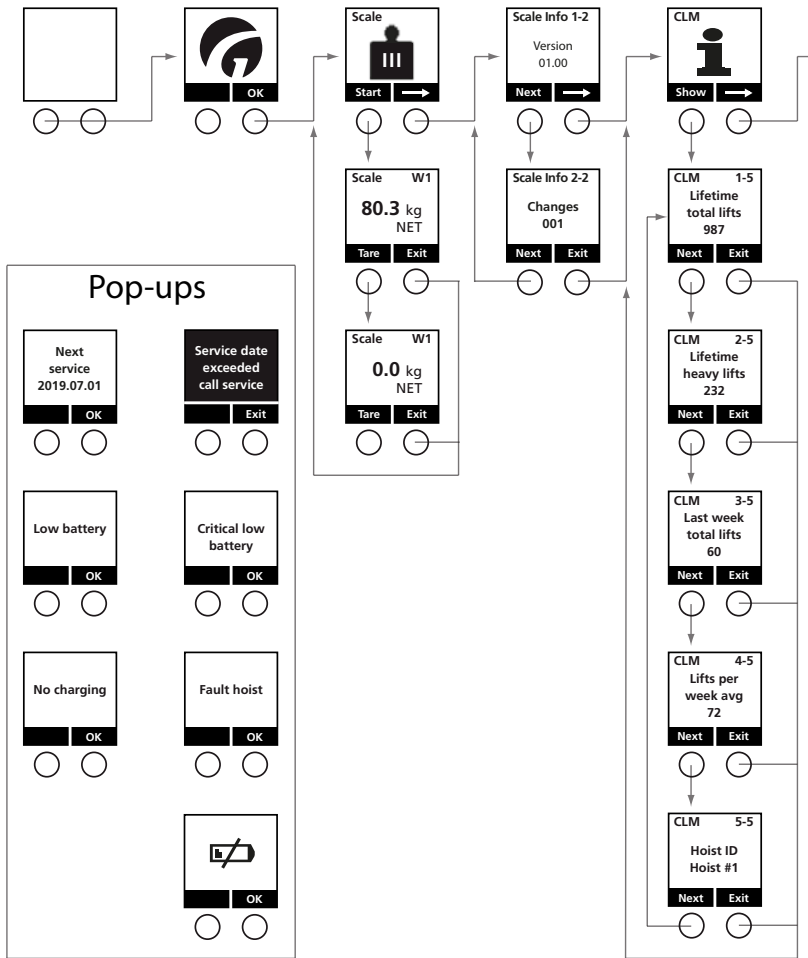 OK
Scale
Start
Scale Info 1-2
Version
01.00
Next
CLM
Show
Scale W1
80.3 kg
NET
Tare Exit
Scale W1
0.0 kg
NET
Tare Exit
Scale Info 2-2
Changes
001
Next Exit
CLM 1-5
Lifetime
total lifts
987
Next Exit
CLM 2-5
Lifetime
heavy lifts
232
Next Exit
CLM 3-5
Last week
total lifts
60
Next Exit
CLM 4-5
Lifts per
week avg
72
Next Exit
CLM 5-5
Hoist ID
Hoist #1
Next Exit
Pop-ups
Next
service
2019.07.01
OK
Service date
exceeded
call service
Exit
Low battery
OK
Critical low
battery
OK
No charging
OK
Fault hoist
OK
OK